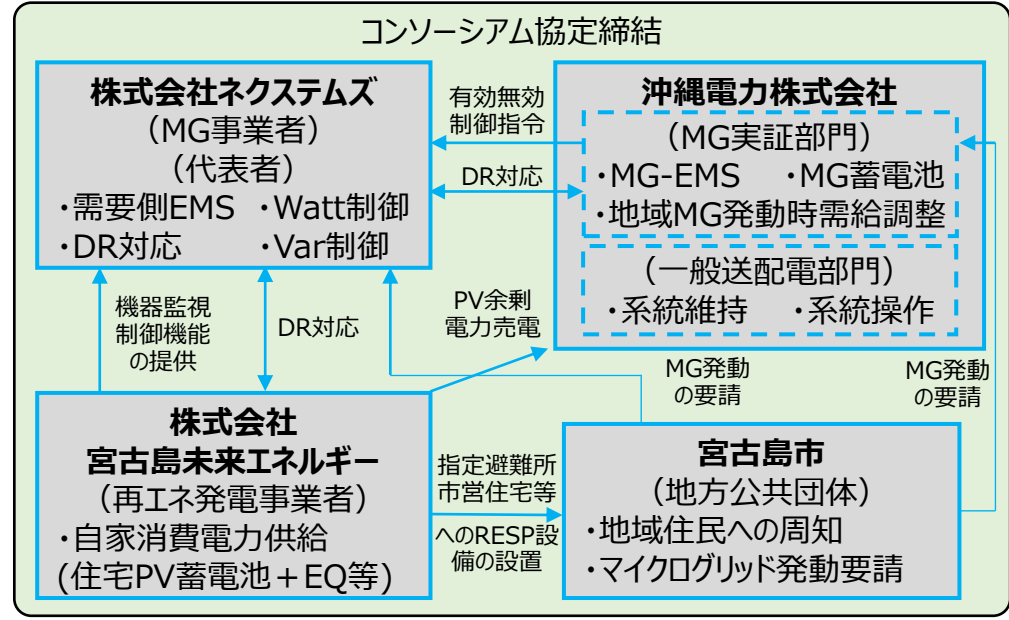 コンソーシアム協定締結
株式会社ネクステムズ
（MG事業者）
（代表者）
・需要側EMS ・Watt制御
・DR対応 ・Var制御
有効無効
制御指令
DR対応
沖縄電力株式会社
（MG実証部門）
・MG-EMS ・MG蓄電池
・地域MG発動時需給調整
（一般送配電部門）
・系統維持 ・系統操作
機器監視
制御機能
の提供
DR対応
PV余剰
電力売電
MG発動
の要請
MG発動
の要請
株式会社
宮古島未来エネルギー
（再エネ発電事業者）
・自家消費電力供給
(住宅PV蓄電池＋EQ等)
指定避難所
市営住宅等
へのRESP設
備の設置
宮古島市
（地方公共団体）
・地域住民への周知
・マイクログリッド発動要請